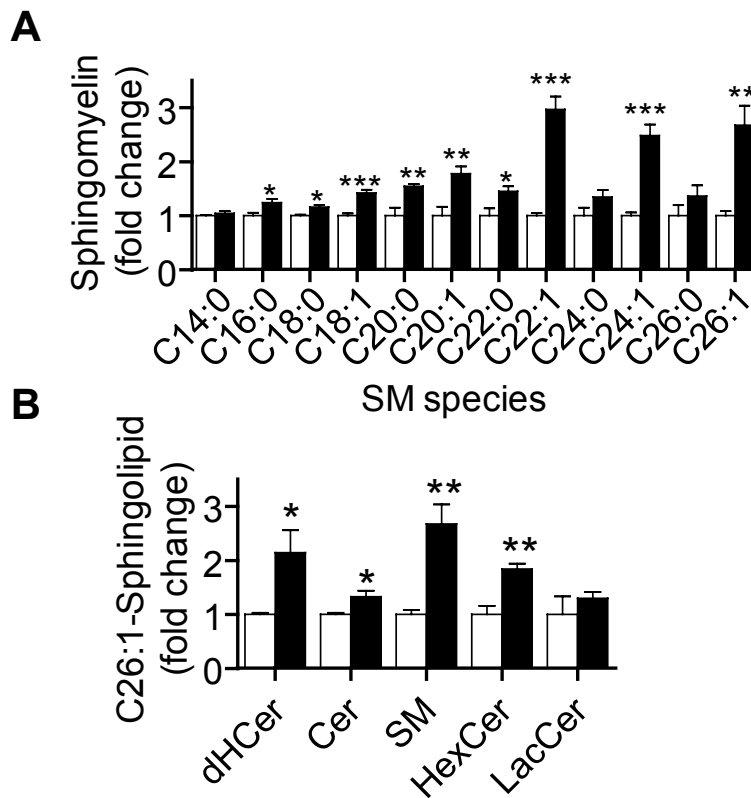 A
Sphingomyelin
(fold change)
3
2
1
0
* * *** ** ** * *** *** **
C14:0 C16:0 C18:0 C18:1 C20:0 C20:1 C22:0 C22:1 C24:0 C24:1 C26:0 C26:1
SM species
B
C26:1-Sphingolipid
(fold change)
3
2
1
0
* * ** **
dHCer Cer SM HexCer LacCer